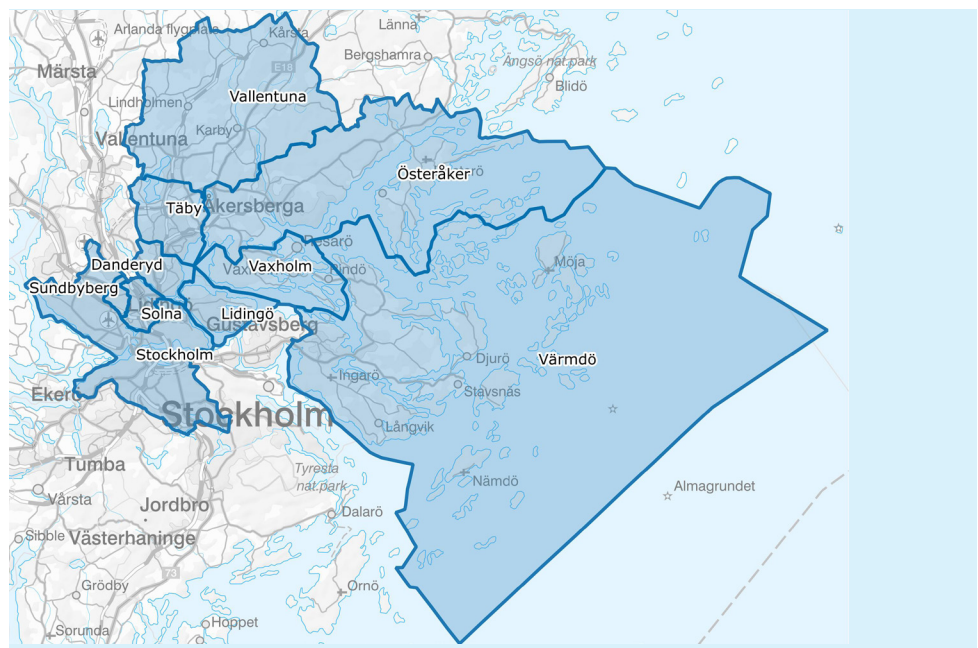 Länna
Arlanda flygplats
Kårsta
Bergshamra
Ängsö nat.park
Märsta
E18
Blidö
Vallentuna
Lindholmen
Karby
Vallentuna
Österåker
Täby
Åkersberga
Resarö
Danderyd
Vaxholm
Rindö
Möja
Sundbyberg
Solna
Lidingö
Gustavsberg
Stockholm
Djurö
Värmdö
Ingarö
Stavsnäs
Ekerö
Stockholm
Långvik
Tumba
Tyresta
nat.park
Nämdö
Almagrundet
Vårsta
Jordbro
Dalarö
Sibble
Västerhaninge
73
Grödby
Ornö
Hoppet
Sorunda